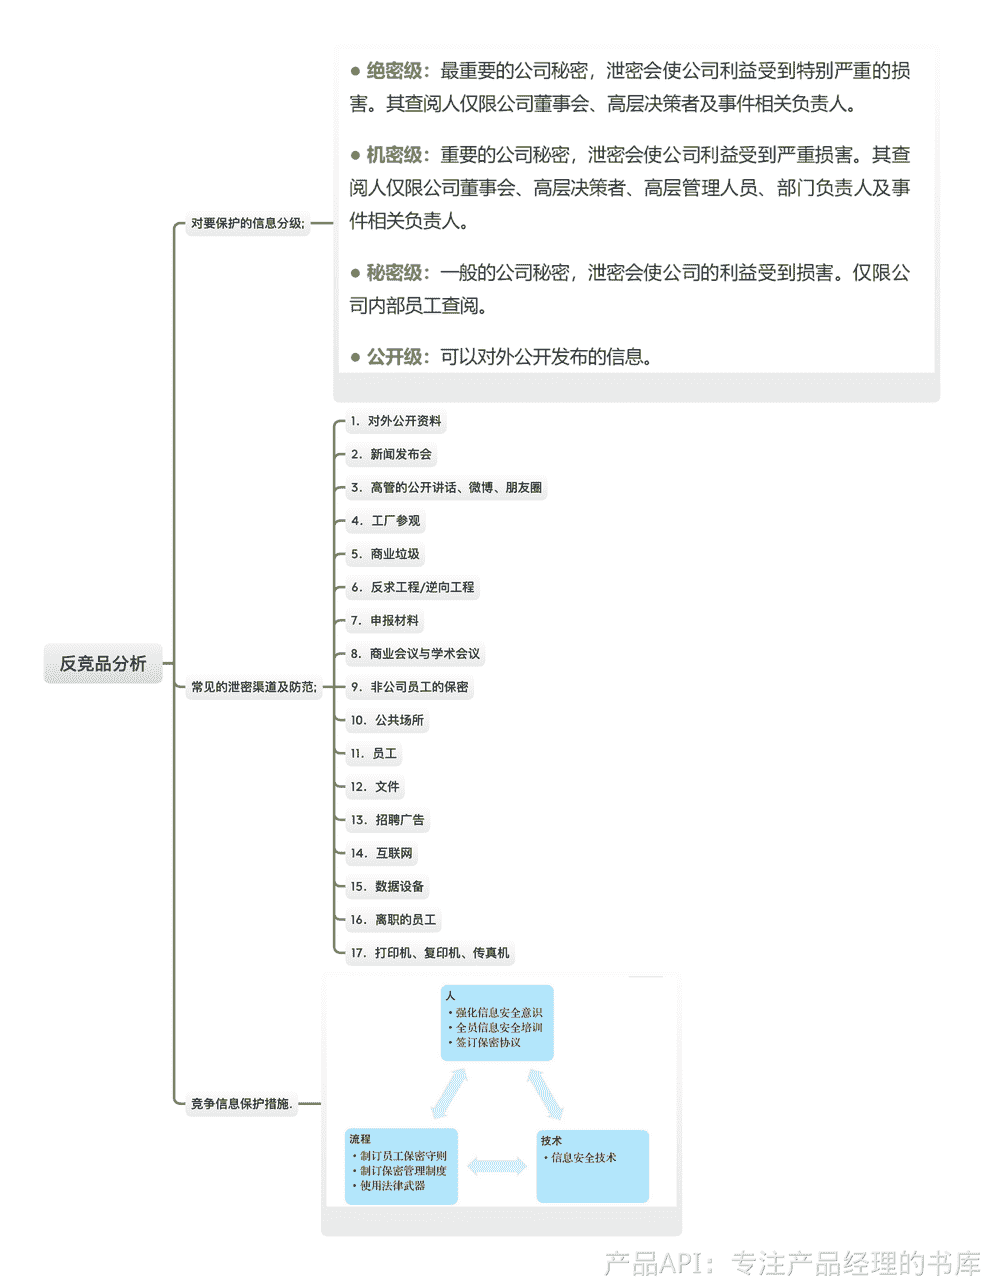 ● 绝密级：最重要的公司秘密，泄密会使公司利益受到特别严重的损
害。其查阅人仅限公司董事会、高层决策者及事件相关负责人。
● 机密级：重要的公司秘密，泄密会使公司利益受到严重损害。其查
阅人仅限公司董事会、高层决策者、高层管理人员、部门负责人及事
件相关负责人。
对要保护的信息分级;
● 秘密级：一般的公司秘密，泄密会使公司的利益受到损害。仅限公
司内部员工查阅。
● 公开级：可以对外公开发布的信息。
1. 对外公开资料
2. 新闻发布会
3. 高管的公开讲话、微博、朋友圈
4. 工厂参观
5. 商业垃圾
6. 反求工程/逆向工程
7. 申报材料
8. 商业会议与学术会议
反竞品分析
常见的泄密渠道及防范;
9. 非公司员工的保密
10. 公共场所
11. 员工
12. 文件
13. 招聘广告
14. 互联网
15. 数据设备
16. 离职的员工
17. 打印机、复印机、传真机
人
・强化信息安全意识
・全员信息安全培训
・签订保密协议
竞争信息保护措施.
流程
・制订员工保密守则
・制订保密管理制度
・使用法律武器
技术
・信息安全技术
产品API：专注产品经理的书库